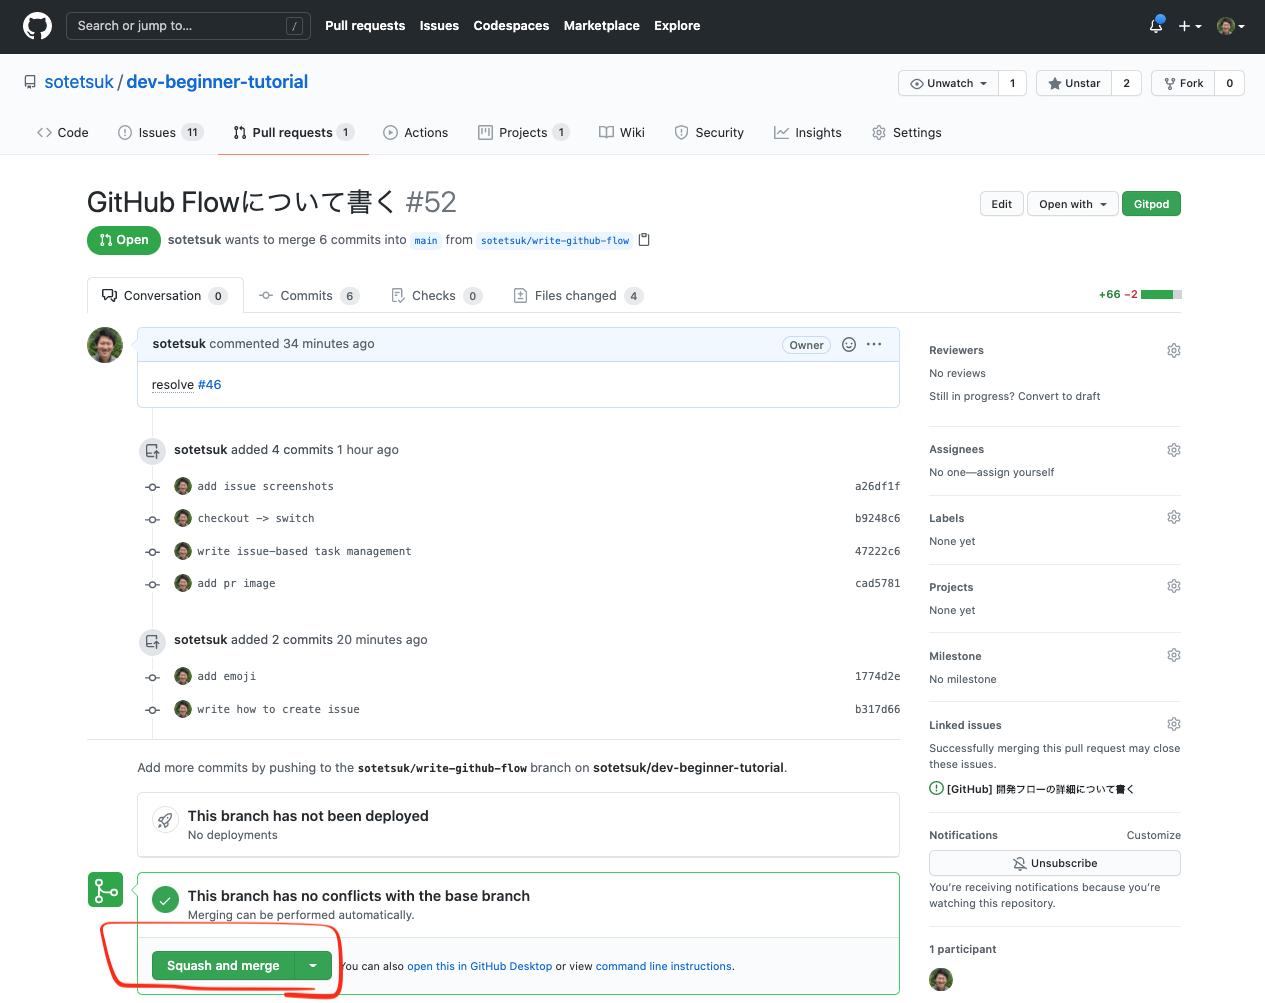 Search or jump to... /
Pull requests Issues Codespaces Marketplace Explore
sotetsuk / dev-beginner-tutorial
Unwatch 1 Unstar 2 Fork 0
Code Issues 11 Pull requests 1 Actions Projects 1 Wiki Security Insights Settings
GitHub Flowについて書く #52
Edit Open with Gitpod
Open sotetsuk wants to merge 6 commits into main from sotetsuk/write-github-flow
Conversation 0 Commits 6 Checks 0 Files changed 4 +66 −2
sotetsuk commented 34 minutes ago Owner
resolve #46
sotetsuk added 4 commits 1 hour ago
add issue screenshots a26df1f
checkout -> switch b9248c6
write issue-based task management 47222c6
add pr image cad5781
sotetsuk added 2 commits 20 minutes ago
add emoji 1774d2e
write how to create issue b317d66
Add more commits by pushing to the sotetsuk/write-github-flow branch on sotetsuk/dev-beginner-tutorial.
This branch has not been deployed
No deployments
This branch has no conflicts with the base branch
Merging can be performed automatically.
Squash and merge You can also open this in GitHub Desktop or view command line instructions.
Reviewers
No reviews
Still in progress? Convert to draft
Assignees
No one—assign yourself
Labels
None yet
Projects
None yet
Milestone
No milestone
Linked issues
Successfully merging this pull request may close
these issues.
[GitHub] 開発フローの詳細について書く
Notifications Customize
Unsubscribe
You're receiving notifications because you're
watching this repository.
1 participant